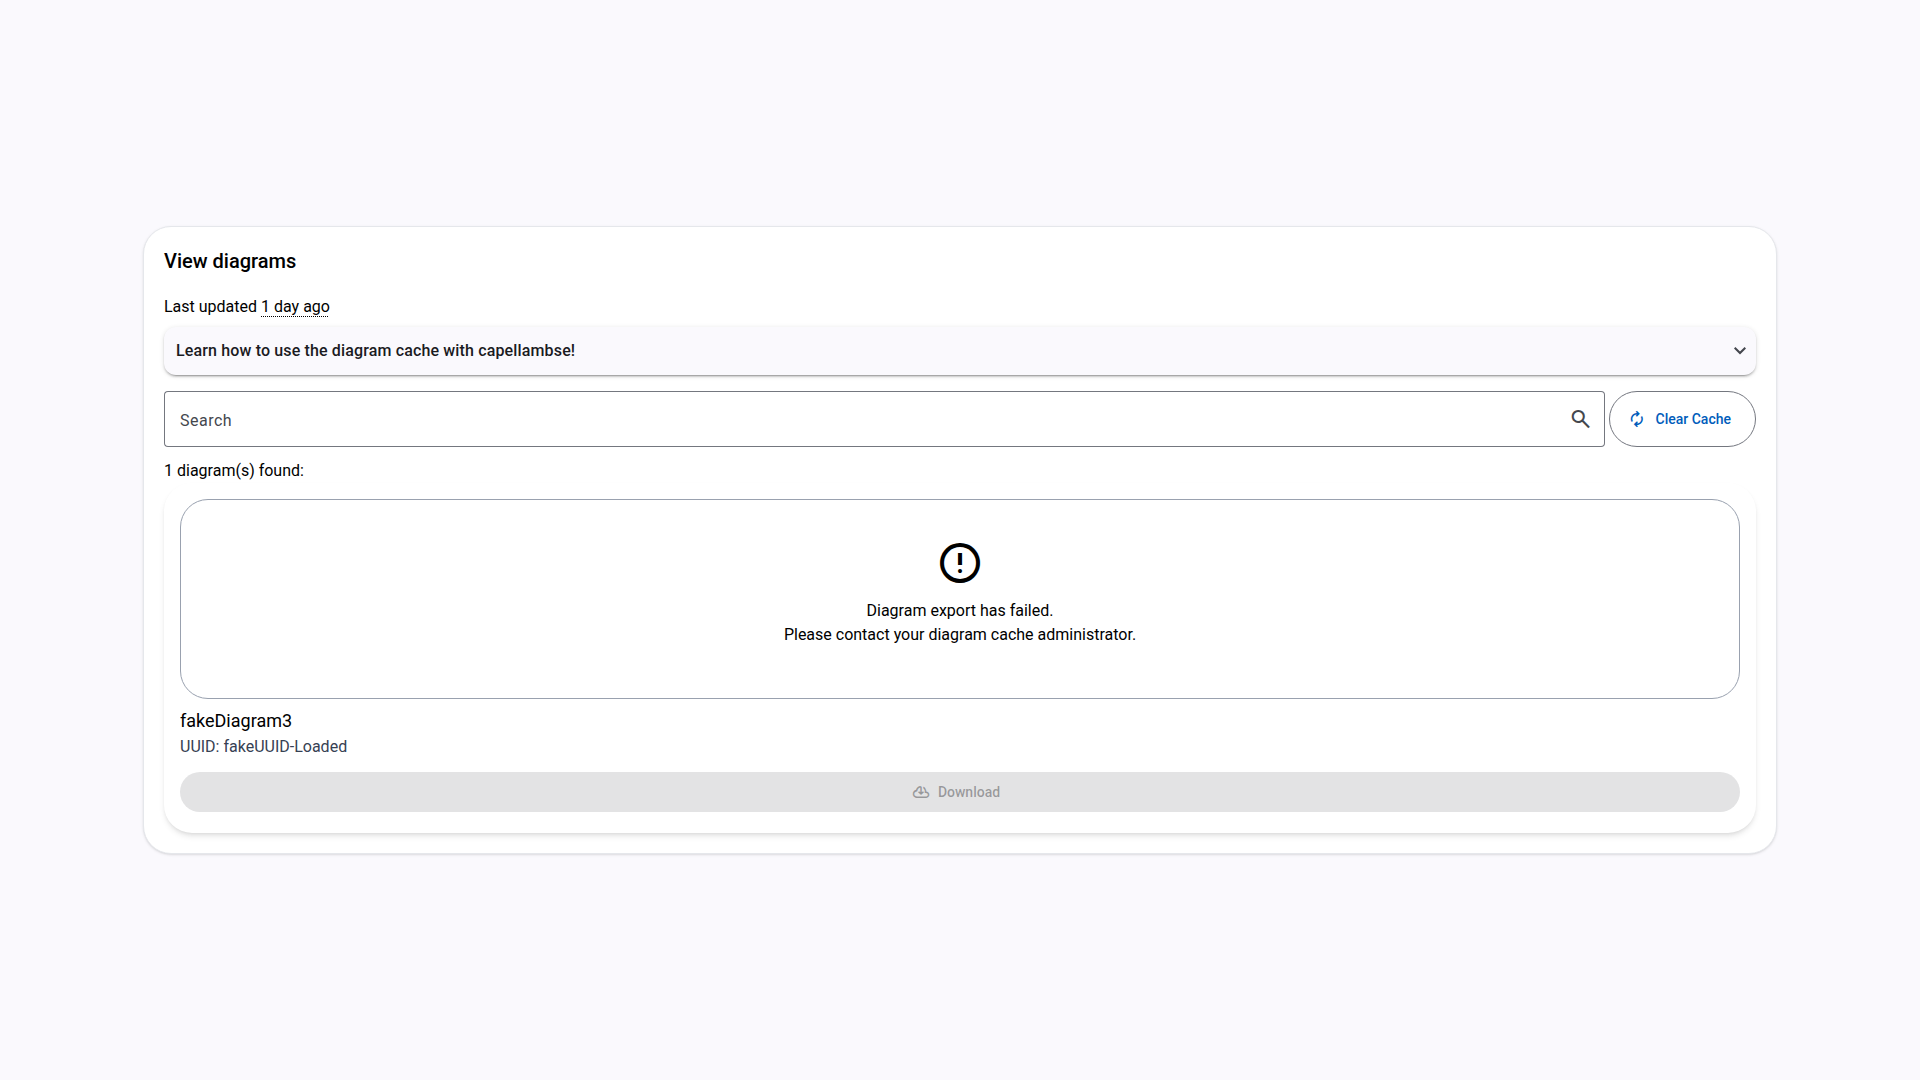 View diagrams
Last updated 1 day ago
Learn how to use the diagram cache with capellambse!
Search
Clear Cache
1 diagram(s) found:
Diagram export has failed.
Please contact your diagram cache administrator.
fakeDiagram3
UUID: fakeUUID-Loaded
Download